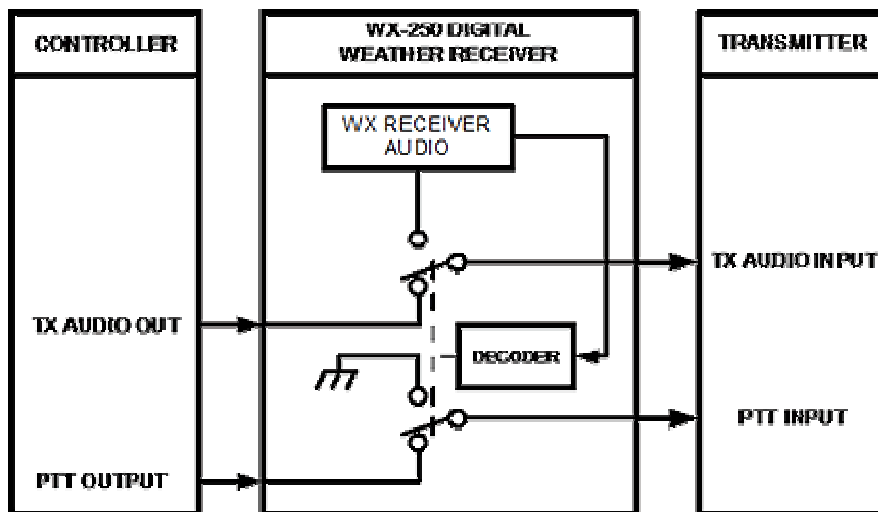 CONTROLLER
WX-250 DIGITAL
WEATHER RECEIVER
TRANSMITTER
WX RECEIVER
AUDIO
TX AUDIO INPUT
TX AUDIO OUT
DECODER
PTT INPUT
PTT OUTPUT